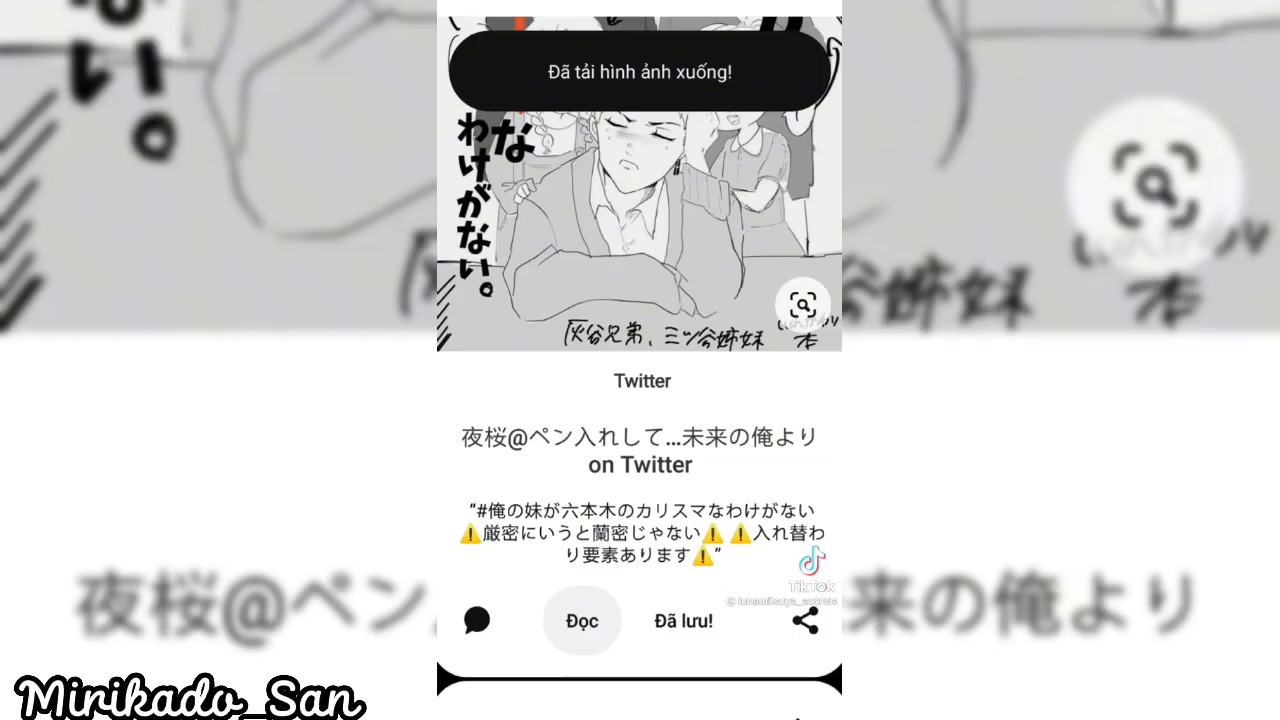 Đã tải hình ảnh xuống!
な
わけがない。
灰谷兄弟、三ツ谷姉妹
Twitter
夜桜@ペン入れして...未来の俺より
on Twitter
“#俺の妹が六本木のカリスマなわけがない
⚠️厳密にいうと蘭密じゃない⚠️ ⚠️入れ替わ
り要素あります⚠️”
TikTok
@lunamitsuya_acsrole
Đọc
Đã lưu!
Mirikado_San